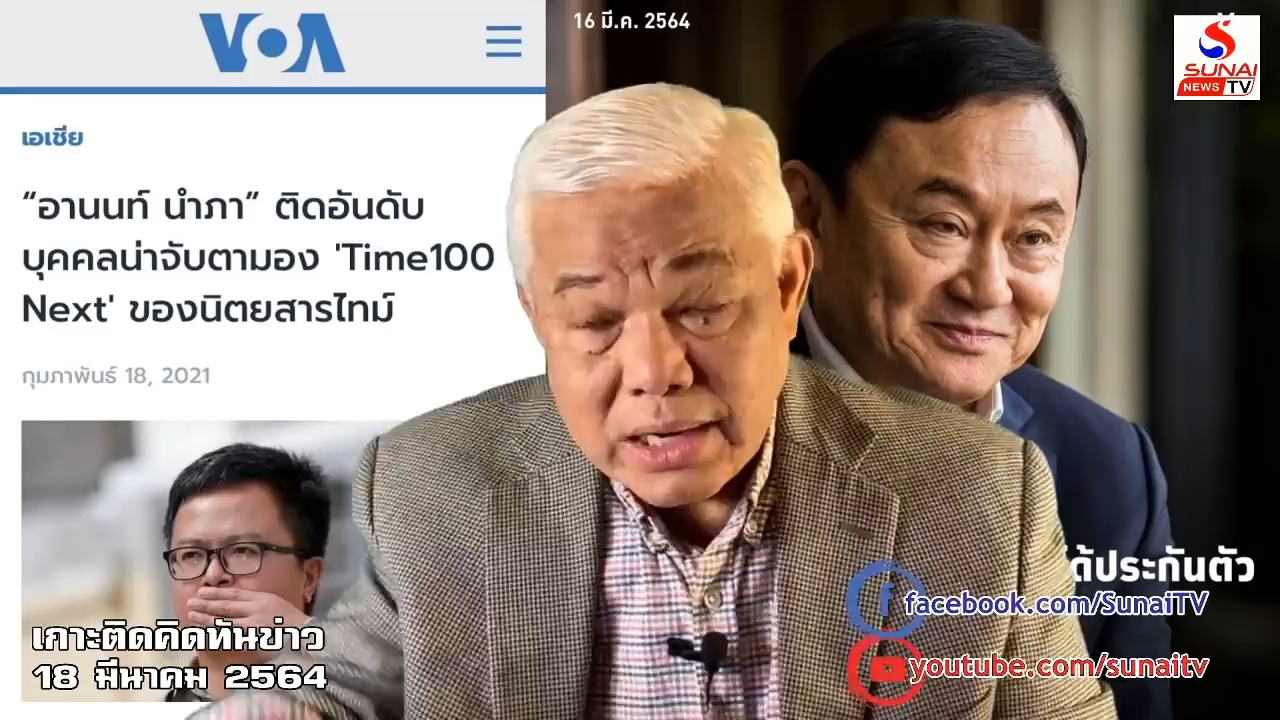 VOA
เอเชีย
“อานนท์ นำภา” ติดอันดับ
บุคคลน่าจับตามอง 'Time100
Next' ของนิตยสารไทม์
กุมภาพันธ์ 18, 2021
เกาะติดคิดทันข่าว
18 มีนาคม 2564
16 มี.ค. 2564
SUNAI
NEWS TV
ได้ประกันตัว
facebook.com/SunaiTV
youtube.com/sunaitv